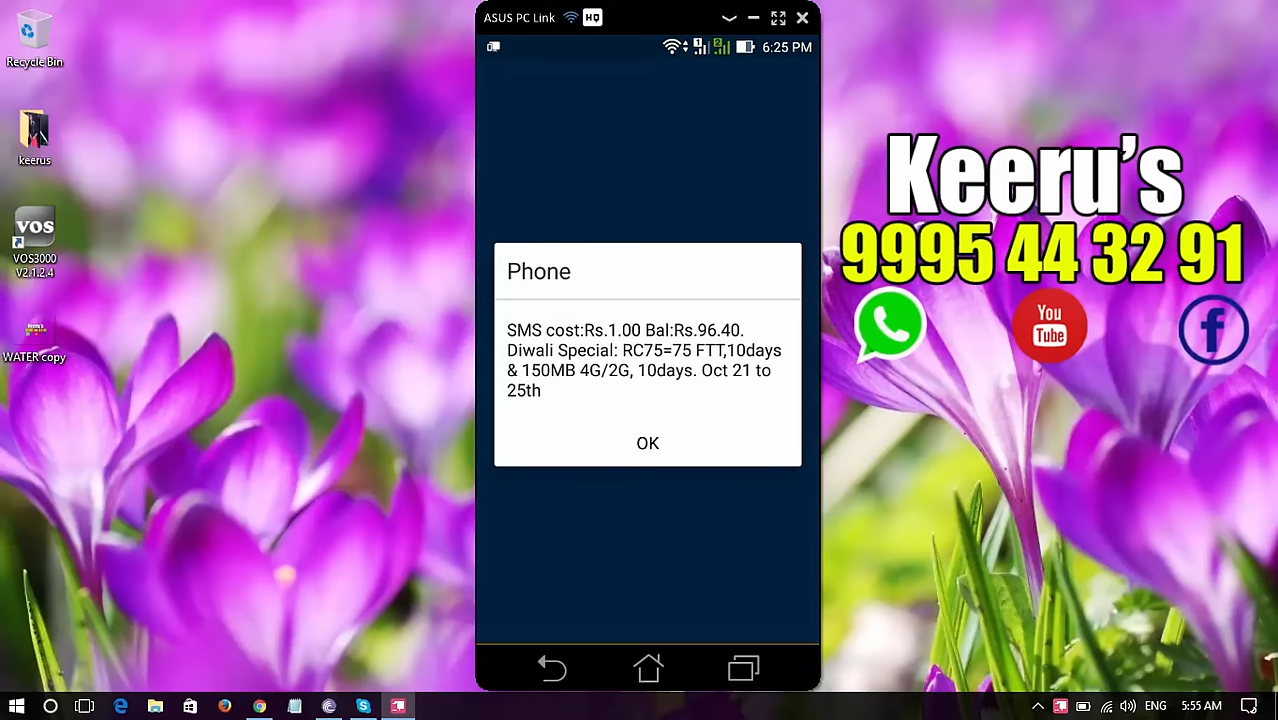 Recycle Bin
keerus
vos
VOS3000
V2.1.2.4
WATER copy
ASUS PC Link
HQ
1
2
6:25 PM
Phone
SMS cost:Rs.1.00 Bal:Rs.96.40.
Diwali Special: RC75=75 FTT,10days
& 150MB 4G/2G, 10days. Oct 21 to
25th
OK
Keeru's
9995 44 32 91
You
Tube
f
ENG
5:55 AM